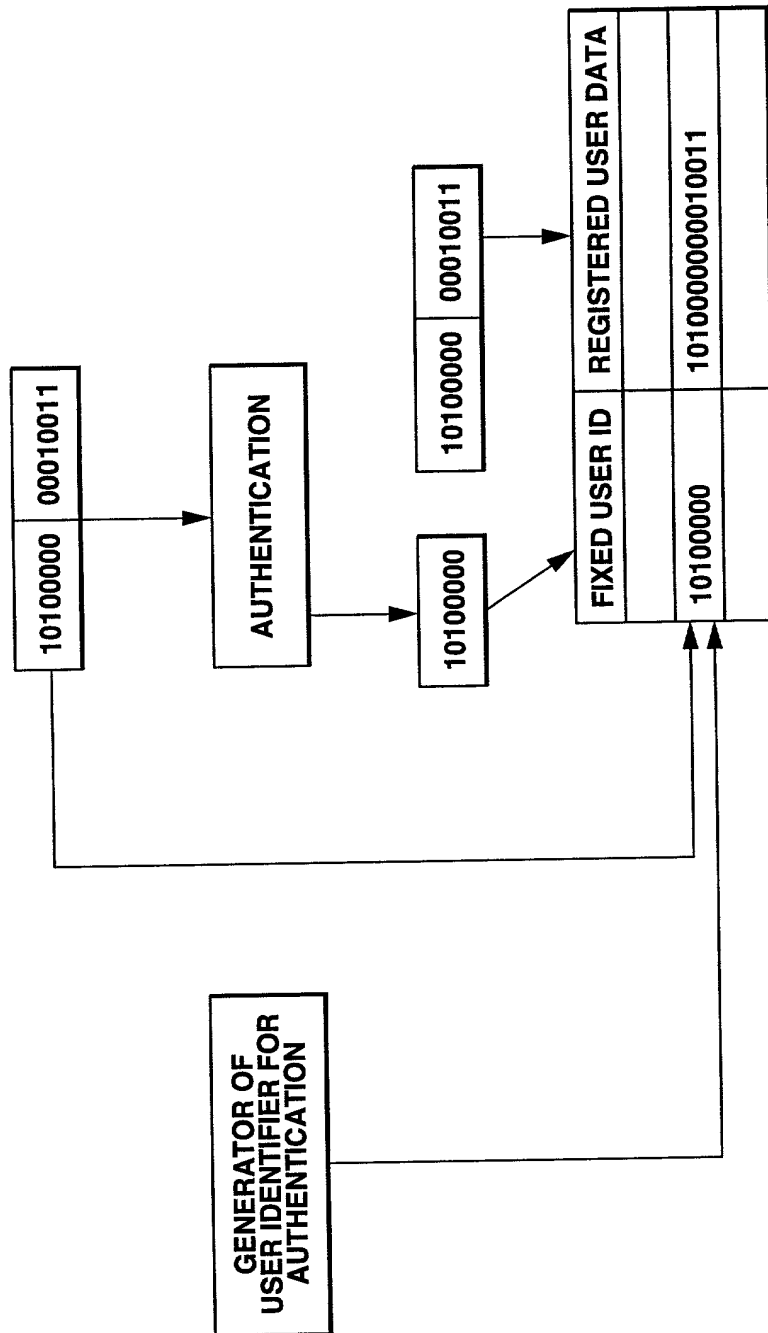 10100000 00010011
GENERATOR OF
USER IDENTIFIER FOR
AUTHENTICATION
AUTHENTICATION
10100000
10100000 00010011
FIXED USER ID REGISTERED USER DATA
10100000 1010000000010011